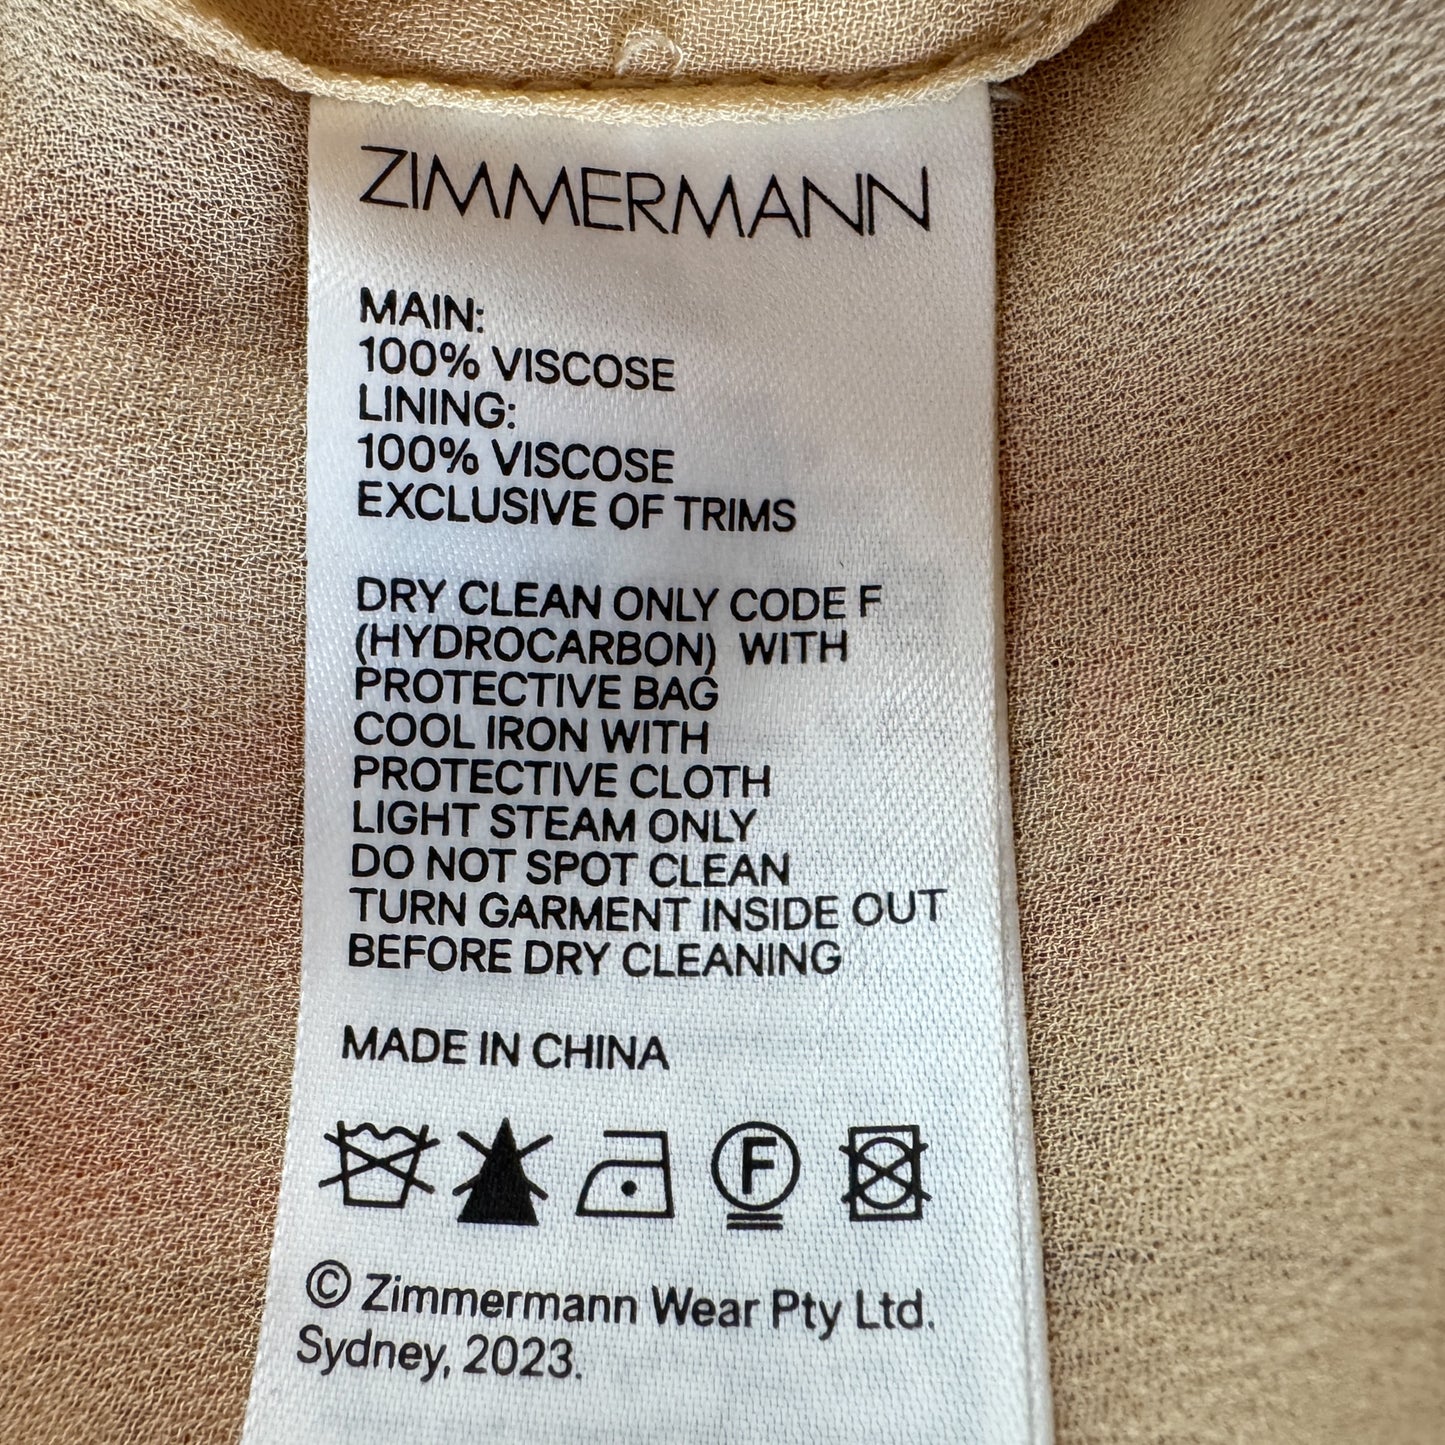 ZIMMERMANN
MAIN:
100% VISCOSE
LINING:
100% VISCOSE
EXCLUSIVE OF TRIMS
DRY CLEAN ONLY CODE F
(HYDROCARBON) WITH
PROTECTIVE BAG
COOL IRON WITH
PROTECTIVE CLOTH
LIGHT STEAM ONLY
DO NOT SPOT CLEAN
TURN GARMENT INSIDE OUT
BEFORE DRY CLEANING
MADE IN CHINA
F
© Zimmermann Wear Pty Ltd.
Sydney, 2023.